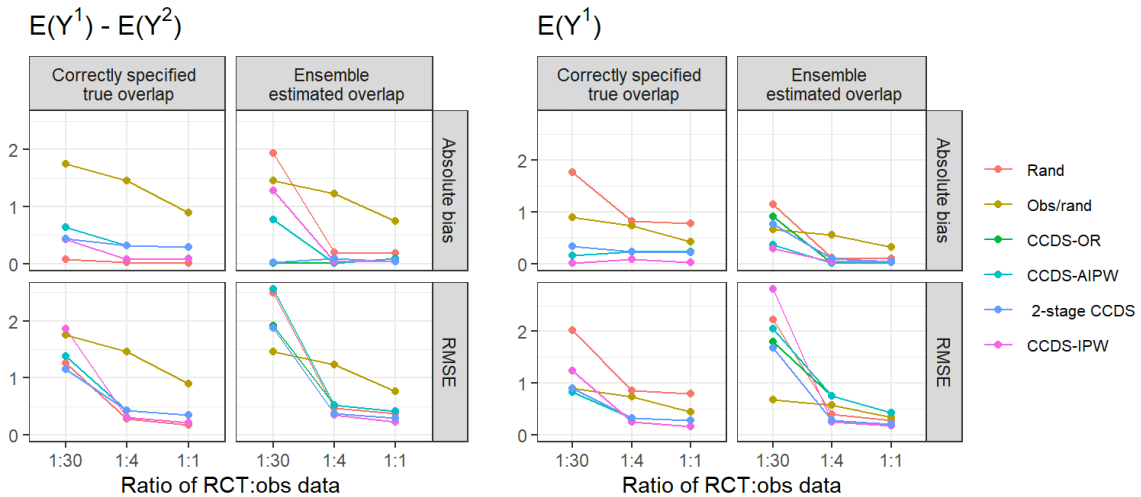 E(Y¹) - E(Y²)
E(Y¹)
Correctly specified
true overlap
Ensemble
estimated overlap
Correctly specified
true overlap
Ensemble
estimated overlap
2
1
0
Absolute bias
2
1
0
Absolute bias
2
1
0
RMSE
2
1
0
RMSE
1:30 1:4 1:1
1:30 1:4 1:1
1:30 1:4 1:1
1:30 1:4 1:1
Ratio of RCT:obs data
Ratio of RCT:obs data
Rand
Obs/rand
CCDS-OR
CCDS-AIPW
2-stage CCDS
CCDS-IPW